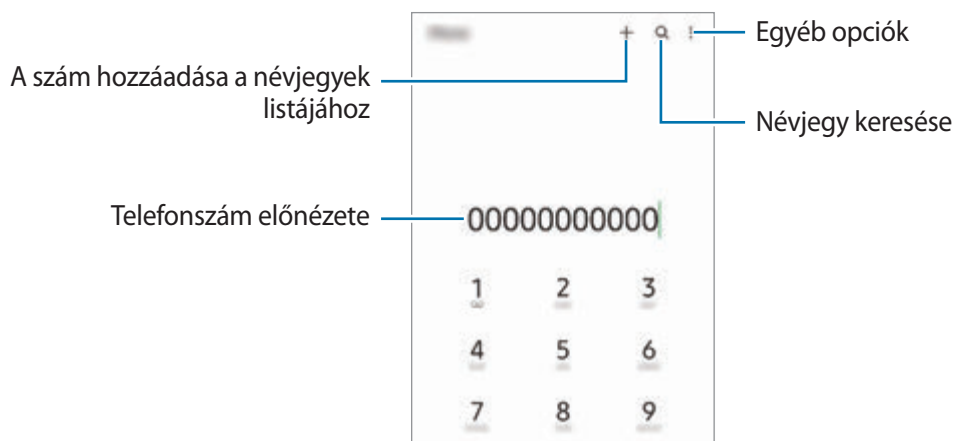 Egyéb opciók
A szám hozzáadása a névjegyek
listájához
Névjegy keresése
Telefonszám előnézete
00000000000
1 2 3
4 5 6
7 8 9